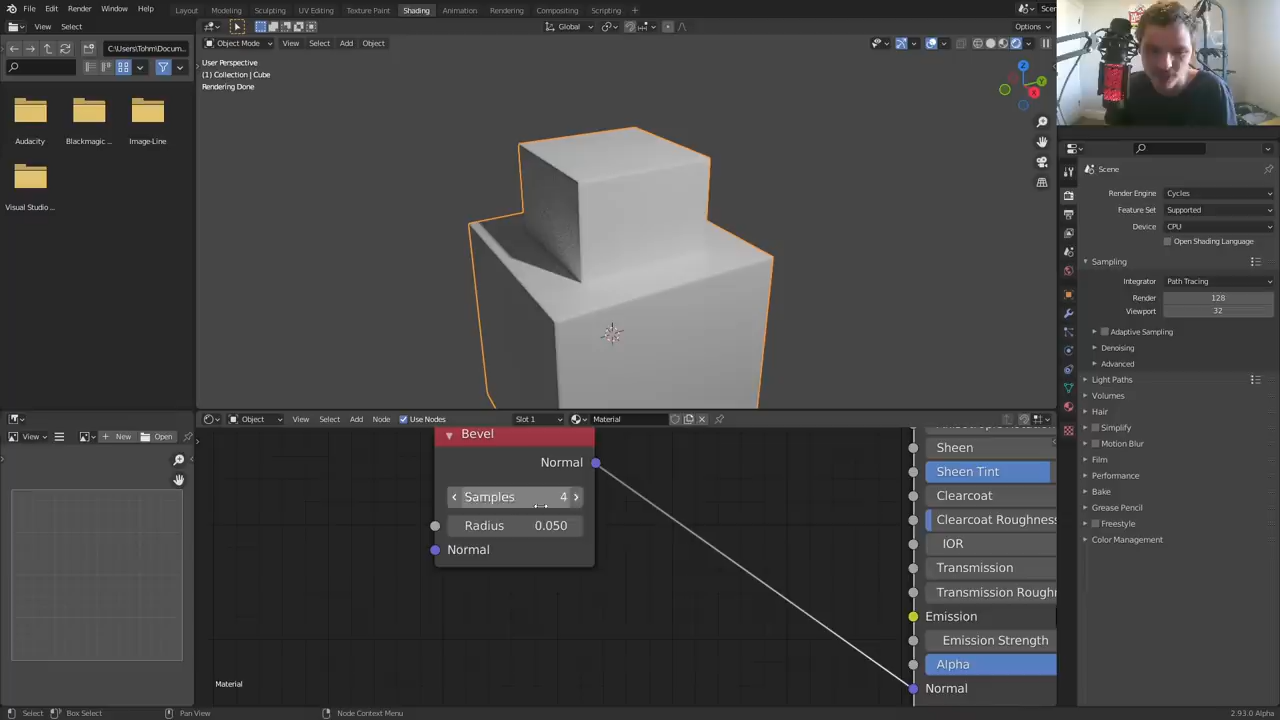 File Edit Render Window Help
Layout Modeling Sculpting UV Editing Texture Paint Shading Animation Rendering Compositing Scripting
View Select
Global
Options
C:\Users\Tohm\Docum...
Object Mode View Select Add Object
User Perspective
(1) Collection | Cube
Rendering Done
Audacity Blackmagic ... Image-Line
Visual Studio ...
Scene
Render Engine Cycles
Feature Set Supported
Device CPU
Open Shading Language
Sampling
Integrator Path Tracing
Render 128
Viewport 32
Adaptive Sampling
Denoising
Advanced
Light Paths
Volumes
Hair
Simplify
Motion Blur
Film
Performance
Bake
Grease Pencil
Freestyle
Color Management
View New Open
Object View Select Add Node Use Nodes Slot 1 Material
Bevel
Normal
Samples 4
Radius 0.050
Normal
Sheen
Sheen Tint
Clearcoat
Clearcoat Roughness
IOR
Transmission
Transmission Rough
Emission
Emission Strength
Alpha
Normal
Material
Select Box Select Pan View Node Context Menu 2.93.0 Alpha